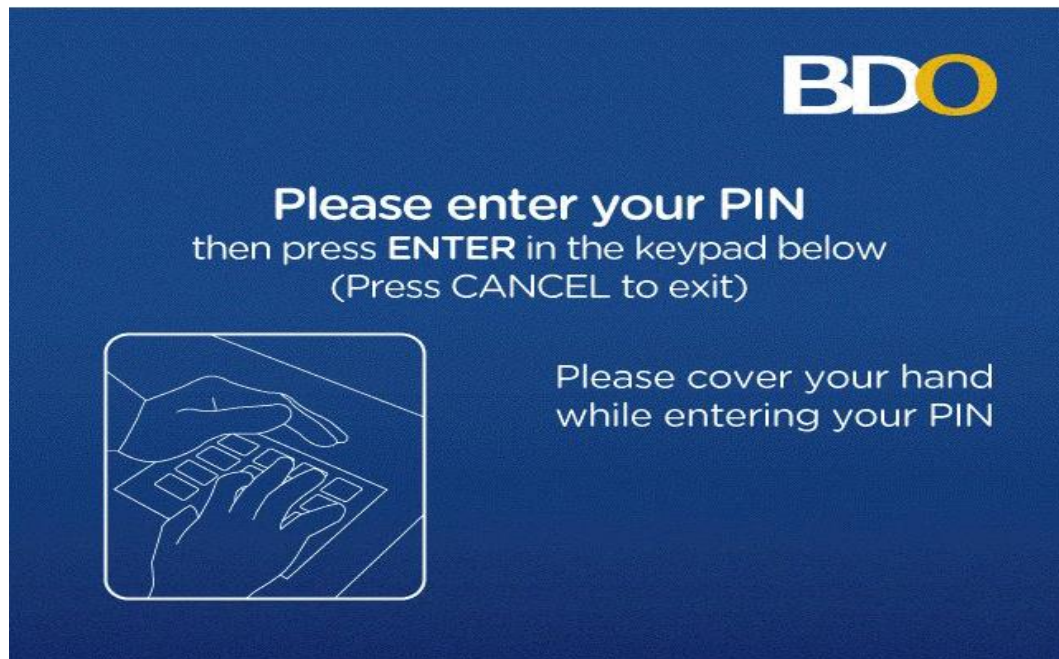 BDO
Please enter your PIN
then press ENTER in the keypad below
(Press CANCEL to exit)
Please cover your hand
while entering your PIN